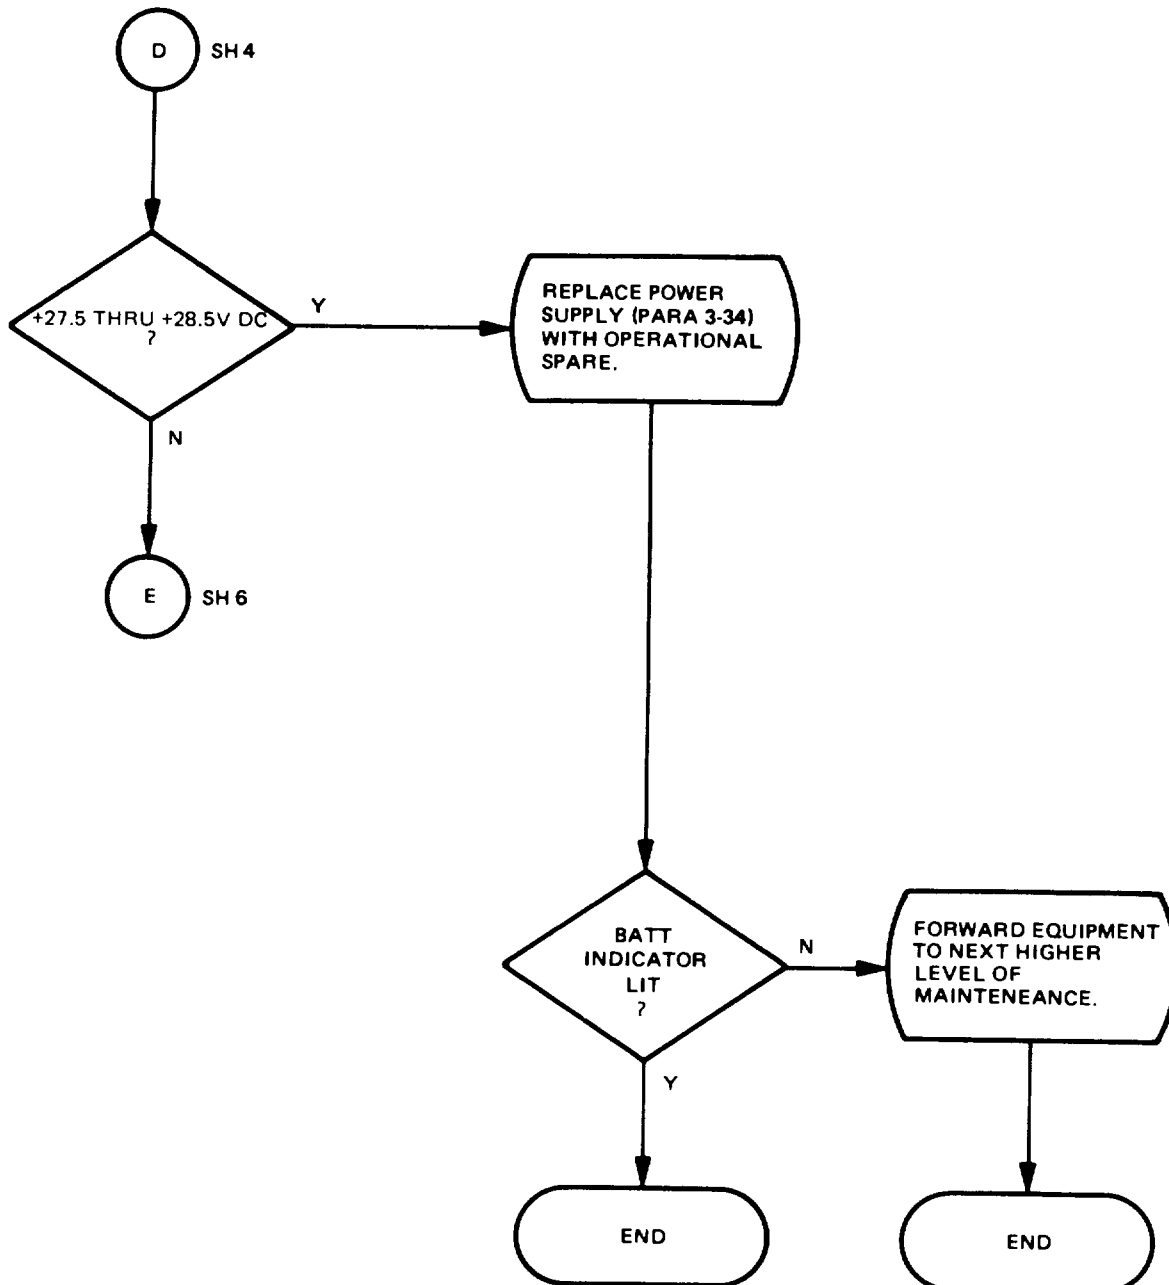 D SH 4
+27.5 THRU +28.5V DC
?
Y
N
REPLACE POWER
SUPPLY (PARA 3-34)
WITH OPERATIONAL
SPARE.
E SH 6
BATT
INDICATOR
LIT
?
N
Y
FORWARD EQUIPMENT
TO NEXT HIGHER
LEVEL OF
MAINTENEANCE.
END
END